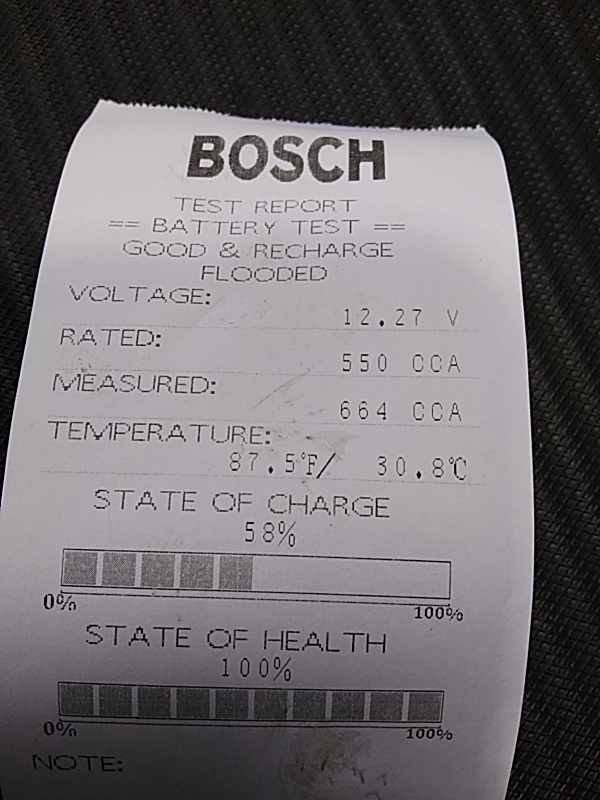 BOSCH
TEST REPORT
== BATTERY TEST ==
GOOD & RECHARGE
FLOODED
VOLTAGE:
12.27 V
RATED:
550 CCA
MEASURED:
664 CCA
TEMPERATURE:
87.5°F/ 30.8°C
STATE OF CHARGE
58%
0% 100%
STATE OF HEALTH
100%
0% 100%
NOTE: